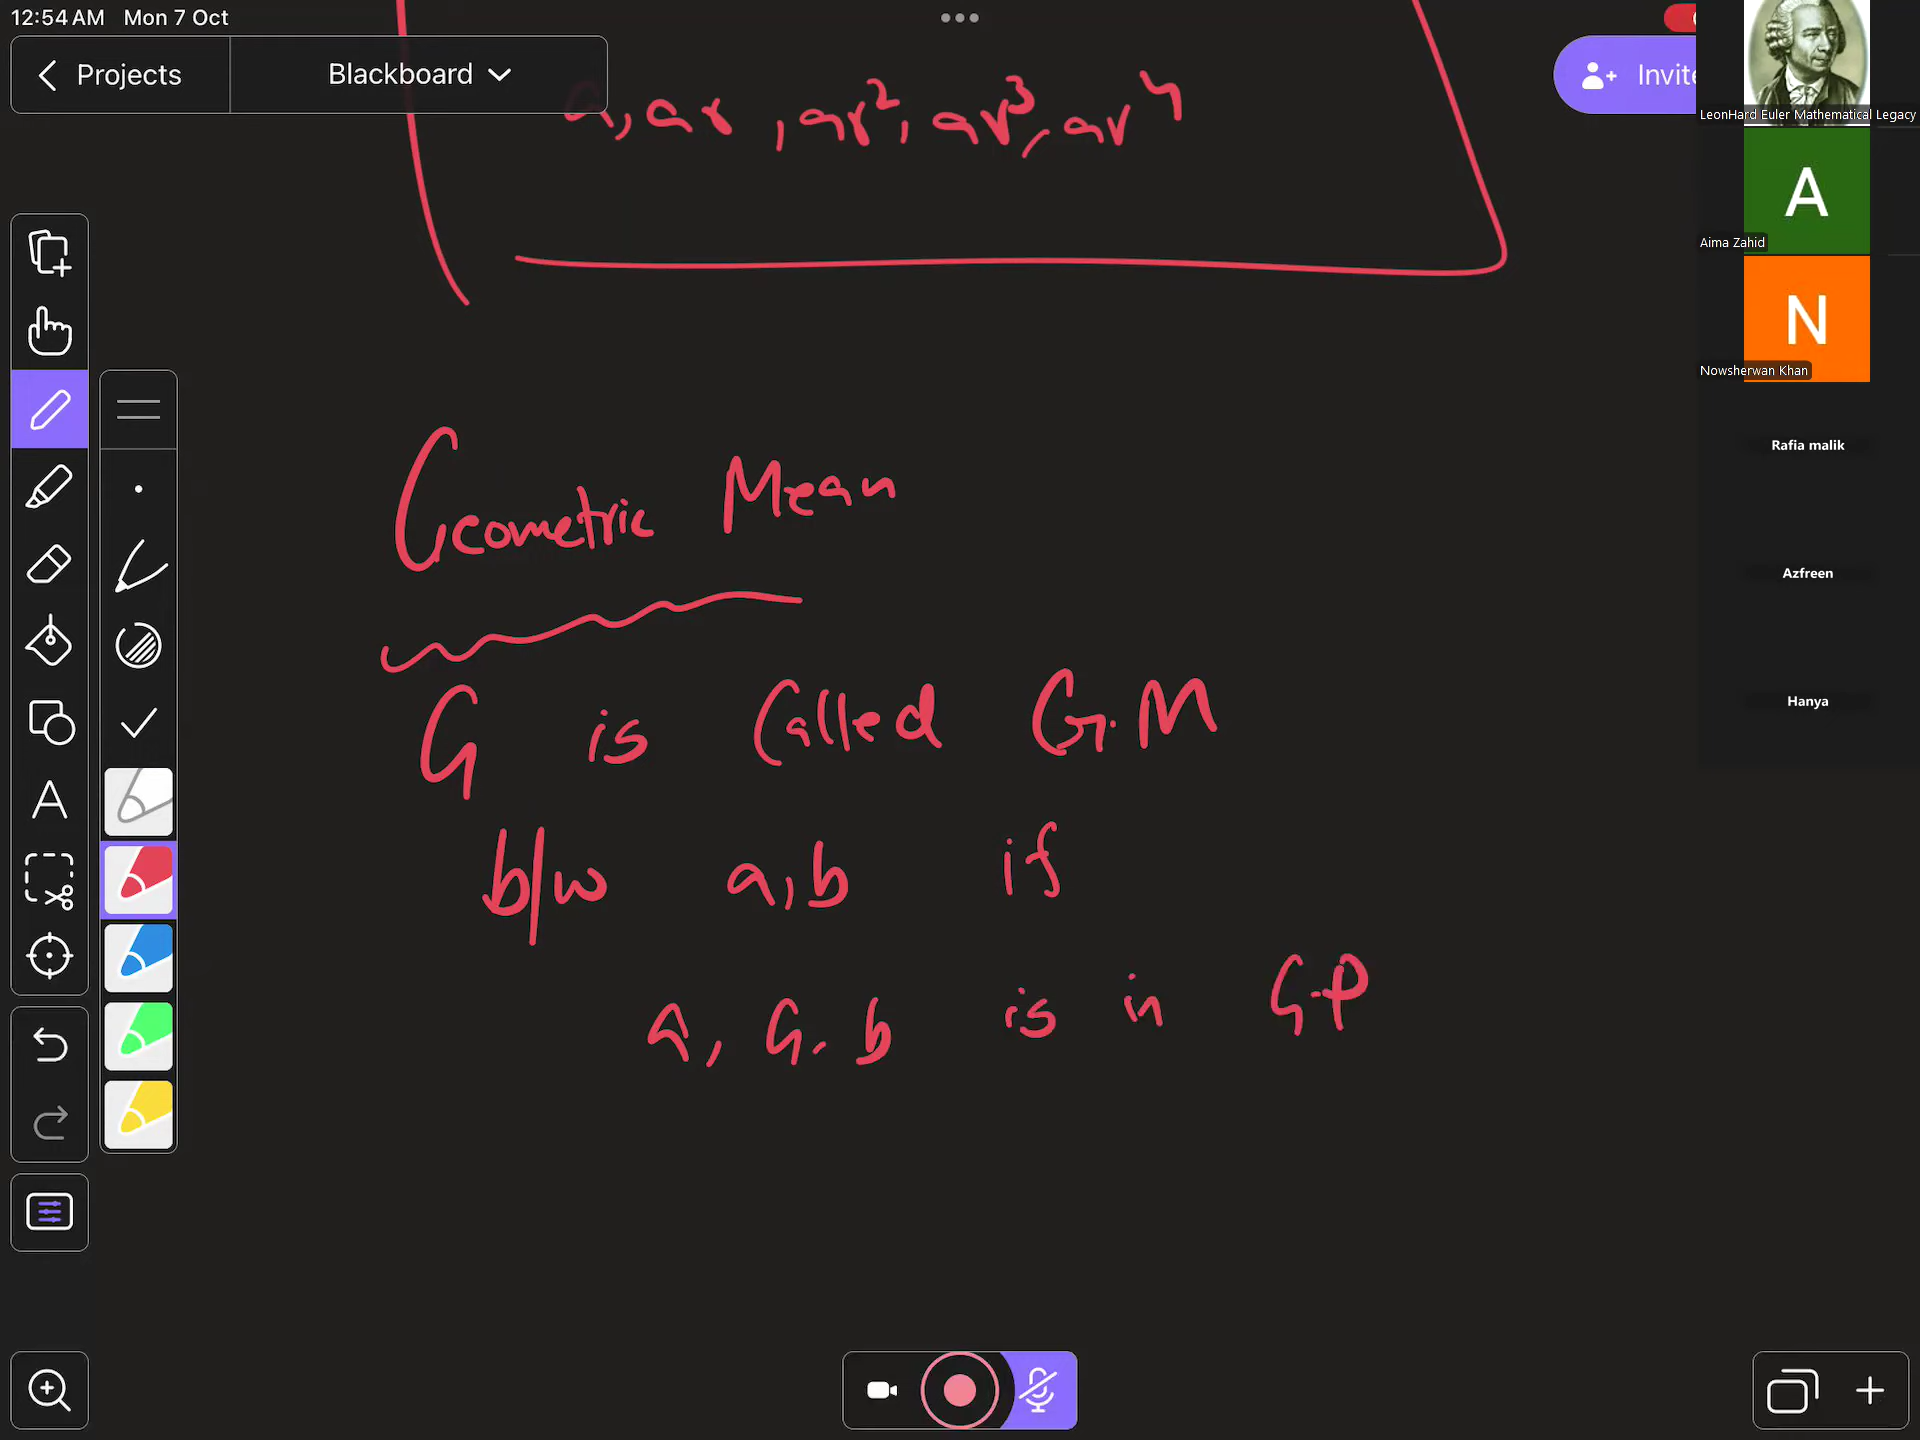 12:54 AM Mon 7 Oct
Projects
Blackboard
Invite
LeonHard Euler Mathematical Legacy
a, ar, ar², ar³, ar⁴
A
Aima Zahid
N
Nowsherwan Khan
Rafia malik
Azfreen
Hanya
Geometric Mean
G is Called G.M
b/w a,b if
a, G, b is in G.P
A